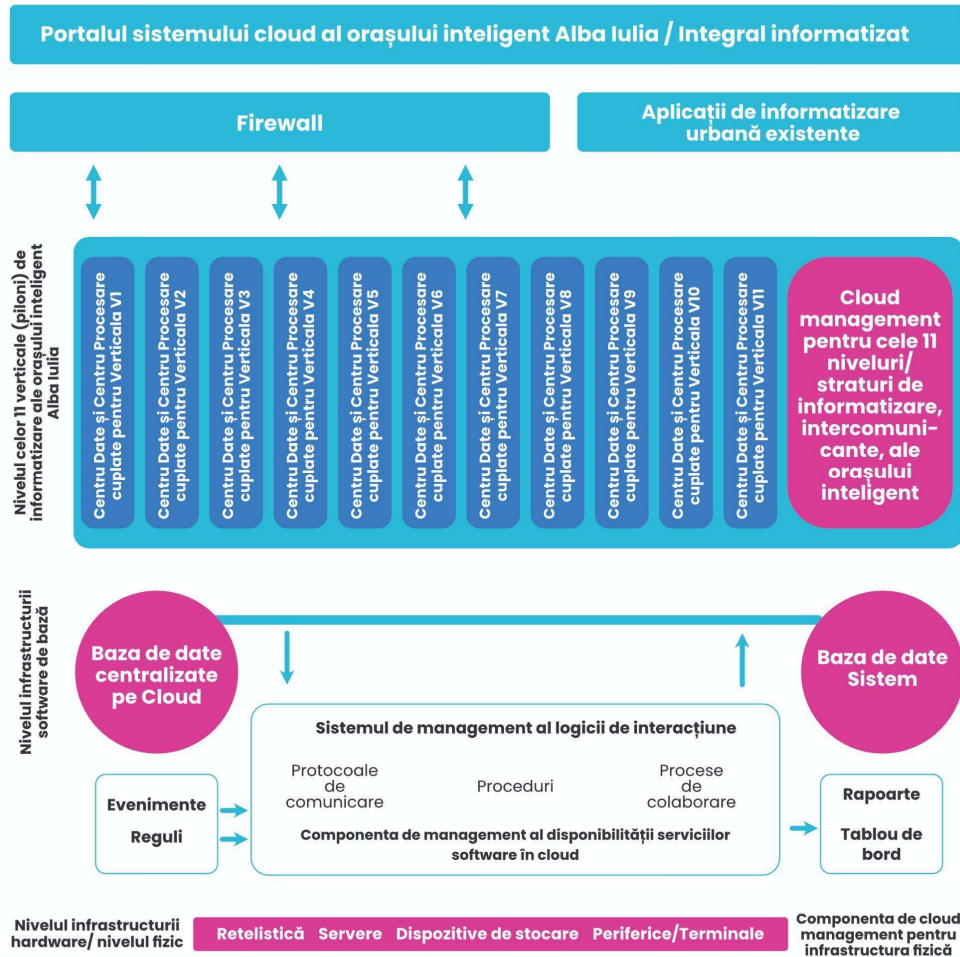 Portalul sistemului cloud al orașului inteligent Alba Iulia / Integral informatizat
Firewall
Aplicații de informatizare
urbană existente
Nivelul celor 11 verticale (piloni) de
informatizare ale orașului inteligent
Alba Iulia
Centru Date și Centru Procesare
cuplate pentru Verticala V1
Centru Date și Centru Procesare
cuplate pentru Verticala V2
Centru Date și Centru Procesare
cuplate pentru Verticala V3
Centru Date și Centru Procesare
cuplate pentru Verticala V4
Centru Date și Centru Procesare
cuplate pentru Verticala V5
Centru Date și Centru Procesare
cuplate pentru Verticala V6
Centru Date și Centru Procesare
cuplate pentru Verticala V7
Centru Date și Centru Procesare
cuplate pentru Verticala V8
Centru Date și Centru Procesare
cuplate pentru Verticala V9
Centru Date și Centru Procesare
cuplate pentru Verticala V10
Centru Date și Centru Procesare
cuplate pentru Verticala V11
Cloud
management
pentru cele 11
niveluri/
straturi de
informatizare,
intercomuni-
cante, ale
orașului
inteligent
Nivelul infrastructurii
software de bază
Baza de date
centralizate
pe Cloud
Baza de date
Sistem
Sistemul de management al logicii de interacțiune
Protocoale
de
comunicare
Proceduri
Procese
de
colaborare
Componenta de management al disponibilității serviciilor
software în cloud
Evenimente
Reguli
Rapoarte
Tablou de
bord
Nivelul infrastructurii
hardware/ nivelul fizic
Retelistică Servere Dispozitive de stocare Periferice/Terminale
Componenta de cloud
management pentru
infrastructura fizică